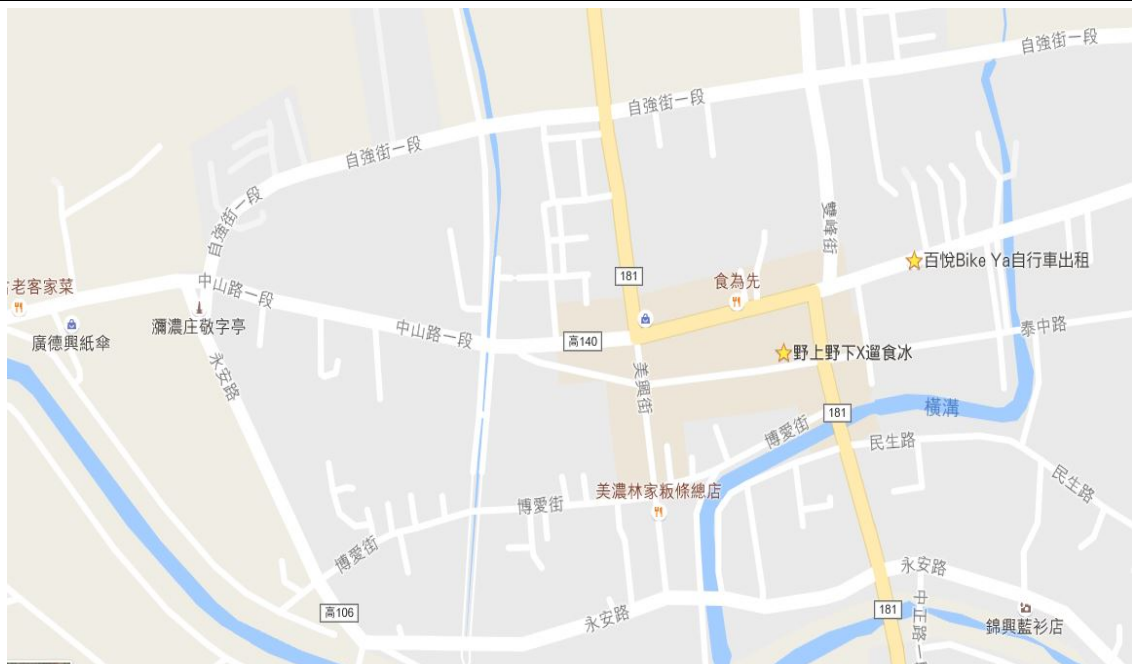 自強街一段
自強街一段
自強街一段
自強街一段
雙峰街
百悅Bike Ya自行車出租
181
食為先
老客家菜
中山路一段
彌濃庄敬字亭
廣德興紙傘
中山路一段
高140
泰中路
野上野下X遛食冰
永安路
美興街
181
橫溝
博愛街
民生路
美濃林家粄條總店
民生路
博愛街
博愛街
永安路
高106
永安路
181
中正路一
錦興藍衫店